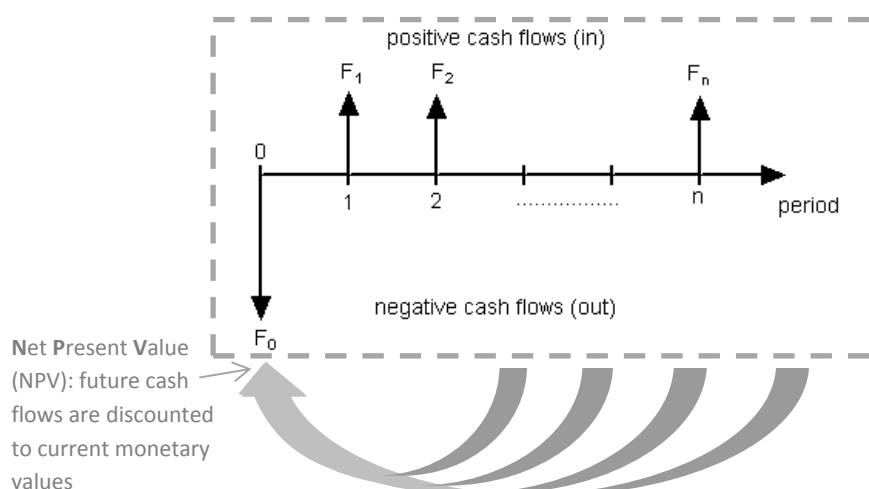 positive cash flows (in)
F1 F2 Fn
0
1 2 ................. n period
negative cash flows (out)
F0
Net Present Value
(NPV): future cash
flows are discounted
to current monetary
values